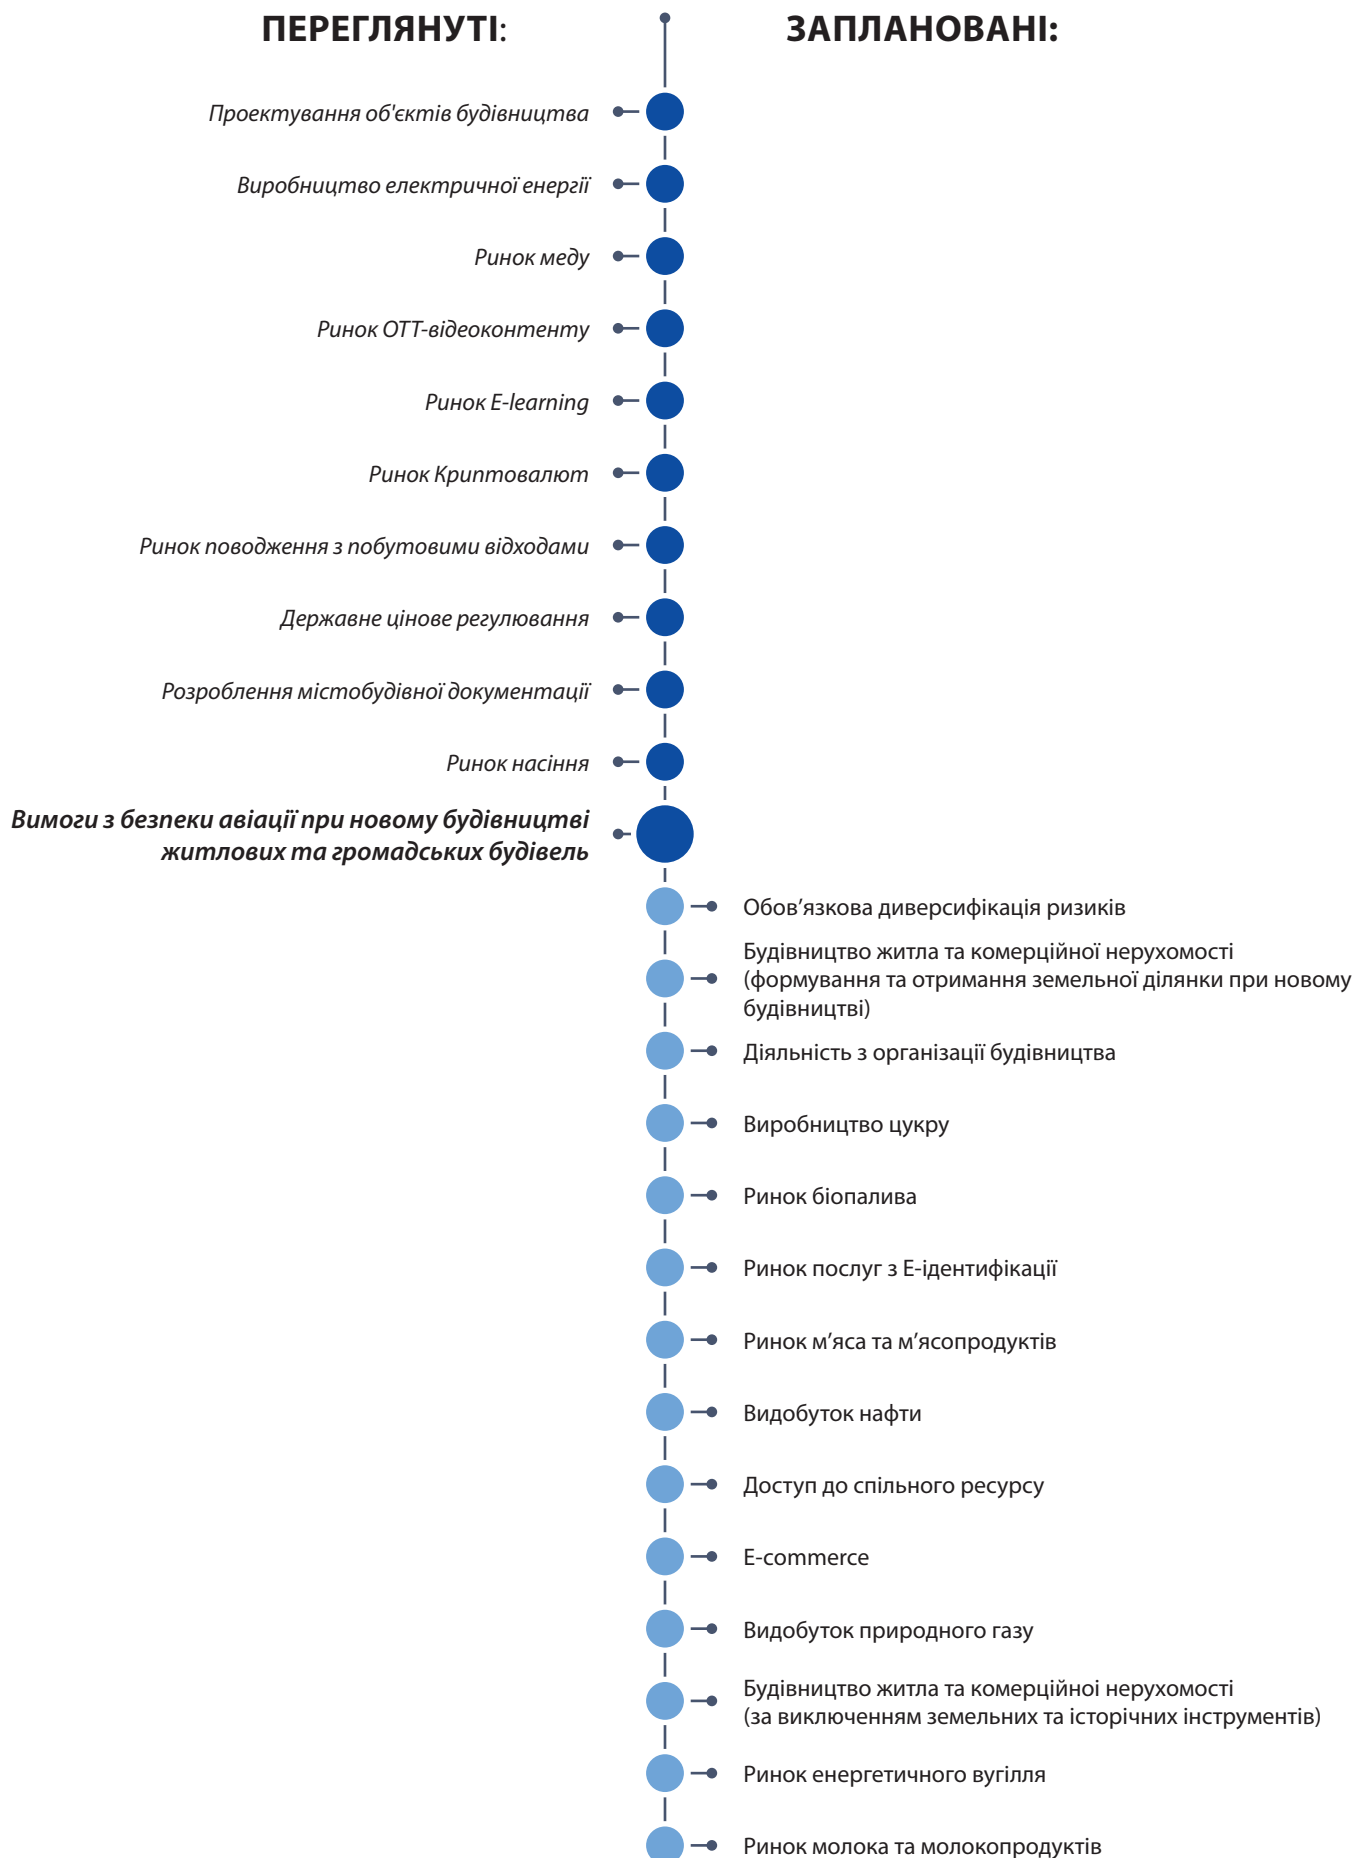 ПЕРЕГЛЯНУТІ:
ЗАПЛАНОВАНІ:
Проектування об'єктів будівництва
Виробництво електричної енергії
Ринок меду
Ринок ОТТ-відеоконтенту
Ринок E-learning
Ринок Криптовалют
Ринок поводження з побутовими відходами
Державне цінове регулювання
Розроблення містобудівної документації
Ринок насіння
Вимоги з безпеки авіації при новому будівництві
житлових та громадських будівель
Обов’язкова диверсифікація ризиків
Будівництво житла та комерційної нерухомості
(формування та отримання земельної ділянки при новому
будівництві)
Діяльність з організації будівництва
Виробництво цукру
Ринок біопалива
Ринок послуг з Е-ідентифікації
Ринок м’яса та м’ясопродуктів
Видобуток нафти
Доступ до спільного ресурсу
E-commerce
Видобуток природного газу
Будівництво житла та комерційноі нерухомості
(за виключенням земельних та історічних інструментів)
Ринок енергетичного вугілля
Ринок молока та молокопродуктів